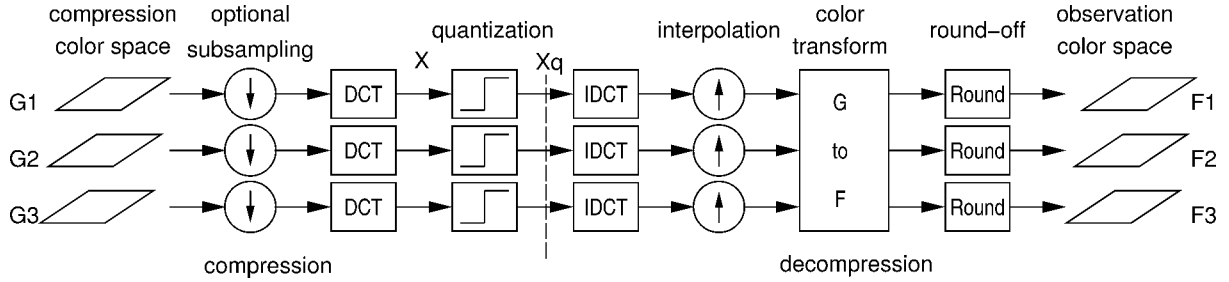 compression
color space
optional
subsampling
quantization
interpolation
color
transform
round-off
observation
color space
X
Xq
G1
DCT
IDCT
G
Round
F1
G2
DCT
IDCT
to
Round
F2
G3
DCT
IDCT
F
Round
F3
compression
decompression